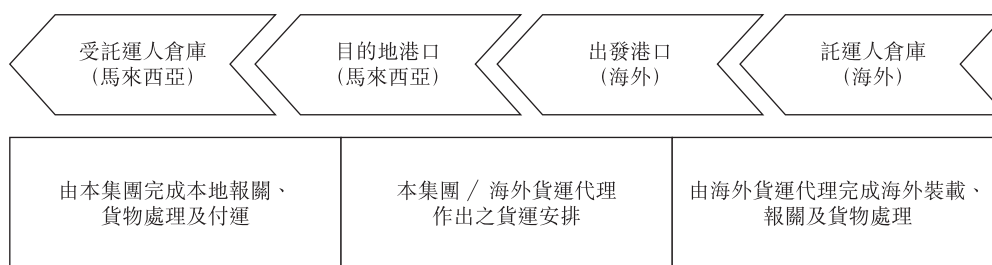 受託運人倉庫
（馬來西亞）
目的地港口
（馬來西亞）
出發港口
（海外）
託運人倉庫
（海外）
由本集團完成本地報關、
貨物處理及付運
本集團 / 海外貨運代理
作出之貨運安排
由海外貨運代理完成海外裝載、
報關及貨物處理